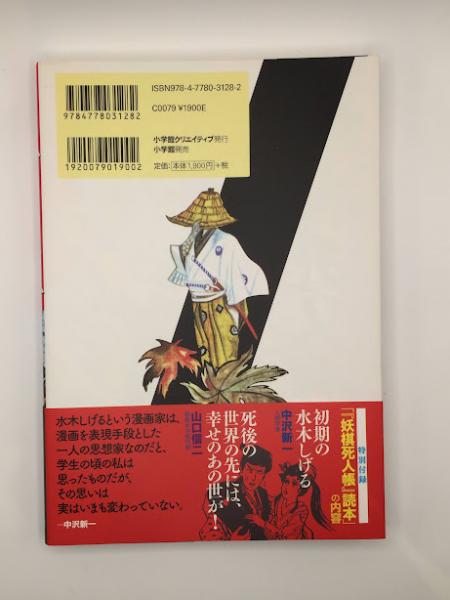 ISBN978-4-7780-3128-2
C0079 ¥1900E
小学館クリエイティブ発行
小学館発売
定価：本体1,900円+税
9784778031282
1920079019002
特別付録
「『妖棋死人帳』読本」
の内容
初期の
水木しげる
中沢新一
死後の
世界の先には、
幸せのあの世が！
山口信二
水木しげるという漫画家は、
漫画を表現手段とした
一人の思想家なのだと、
学生の頃の私は
思ったものだが、
その思いは
実はいまも変わっていない。
―中沢新一